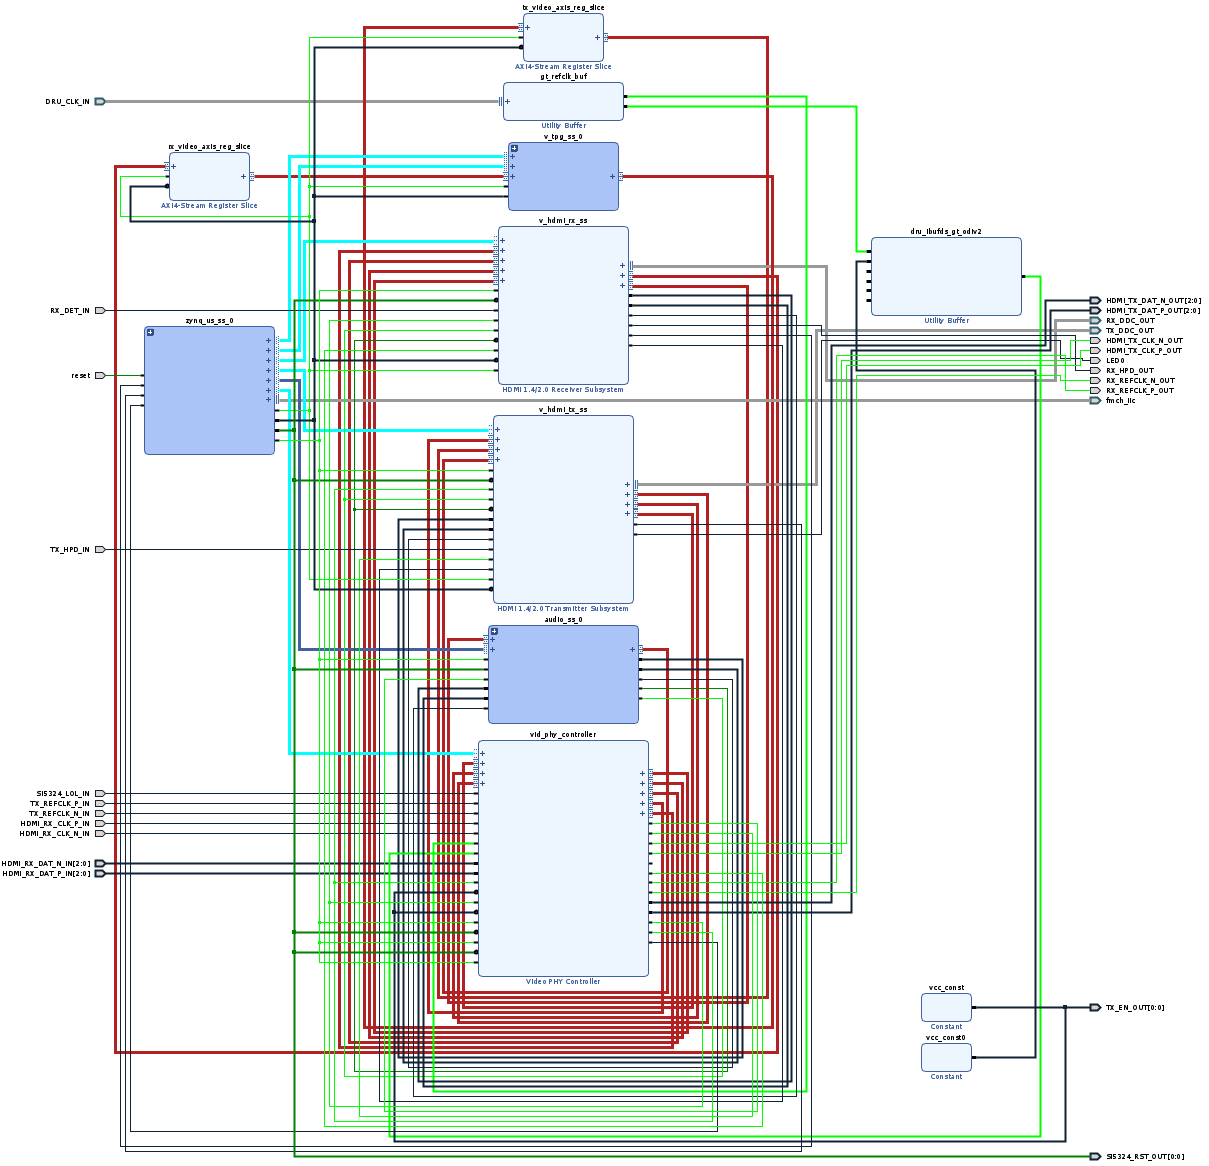 tx_video_axis_reg_slice
AXI4-Stream Register Slice
gt_refclk_buf
DRU_CLK_IN
Utility Buffer
v_tpg_ss_0
rx_video_axis_reg_slice
AXI4-Stream Register Slice
v_hdmi_rx_ss
dru_ibufds_gt_odiv2
Utility Buffer
RX_DET_IN
zynq_us_ss_0
reset
HDMI 1.4/2.0 Receiver Subsystem
HDMI_TX_DAT_N_OUT[2:0]
HDMI_TX_DAT_P_OUT[2:0]
RX_DDC_OUT
TX_DDC_OUT
HDMI_TX_CLK_N_OUT
HDMI_TX_CLK_P_OUT
LED0
RX_HPD_OUT
RX_REFCLK_N_OUT
RX_REFCLK_P_OUT
fmch_iic
v_hdmi_tx_ss
TX_HPD_IN
HDMI 1.4/2.0 Transmitter Subsystem
audio_ss_0
vid_phy_controller
SI5324_LOL_IN
TX_REFCLK_P_IN
TX_REFCLK_N_IN
HDMI_RX_CLK_P_IN
HDMI_RX_CLK_N_IN
HDMI_RX_DAT_N_IN[2:0]
HDMI_RX_DAT_P_IN[2:0]
Video PHY Controller
vcc_const
Constant
TX_EN_OUT[0:0]
vcc_const0
Constant
SI5324_RST_OUT[0:0]